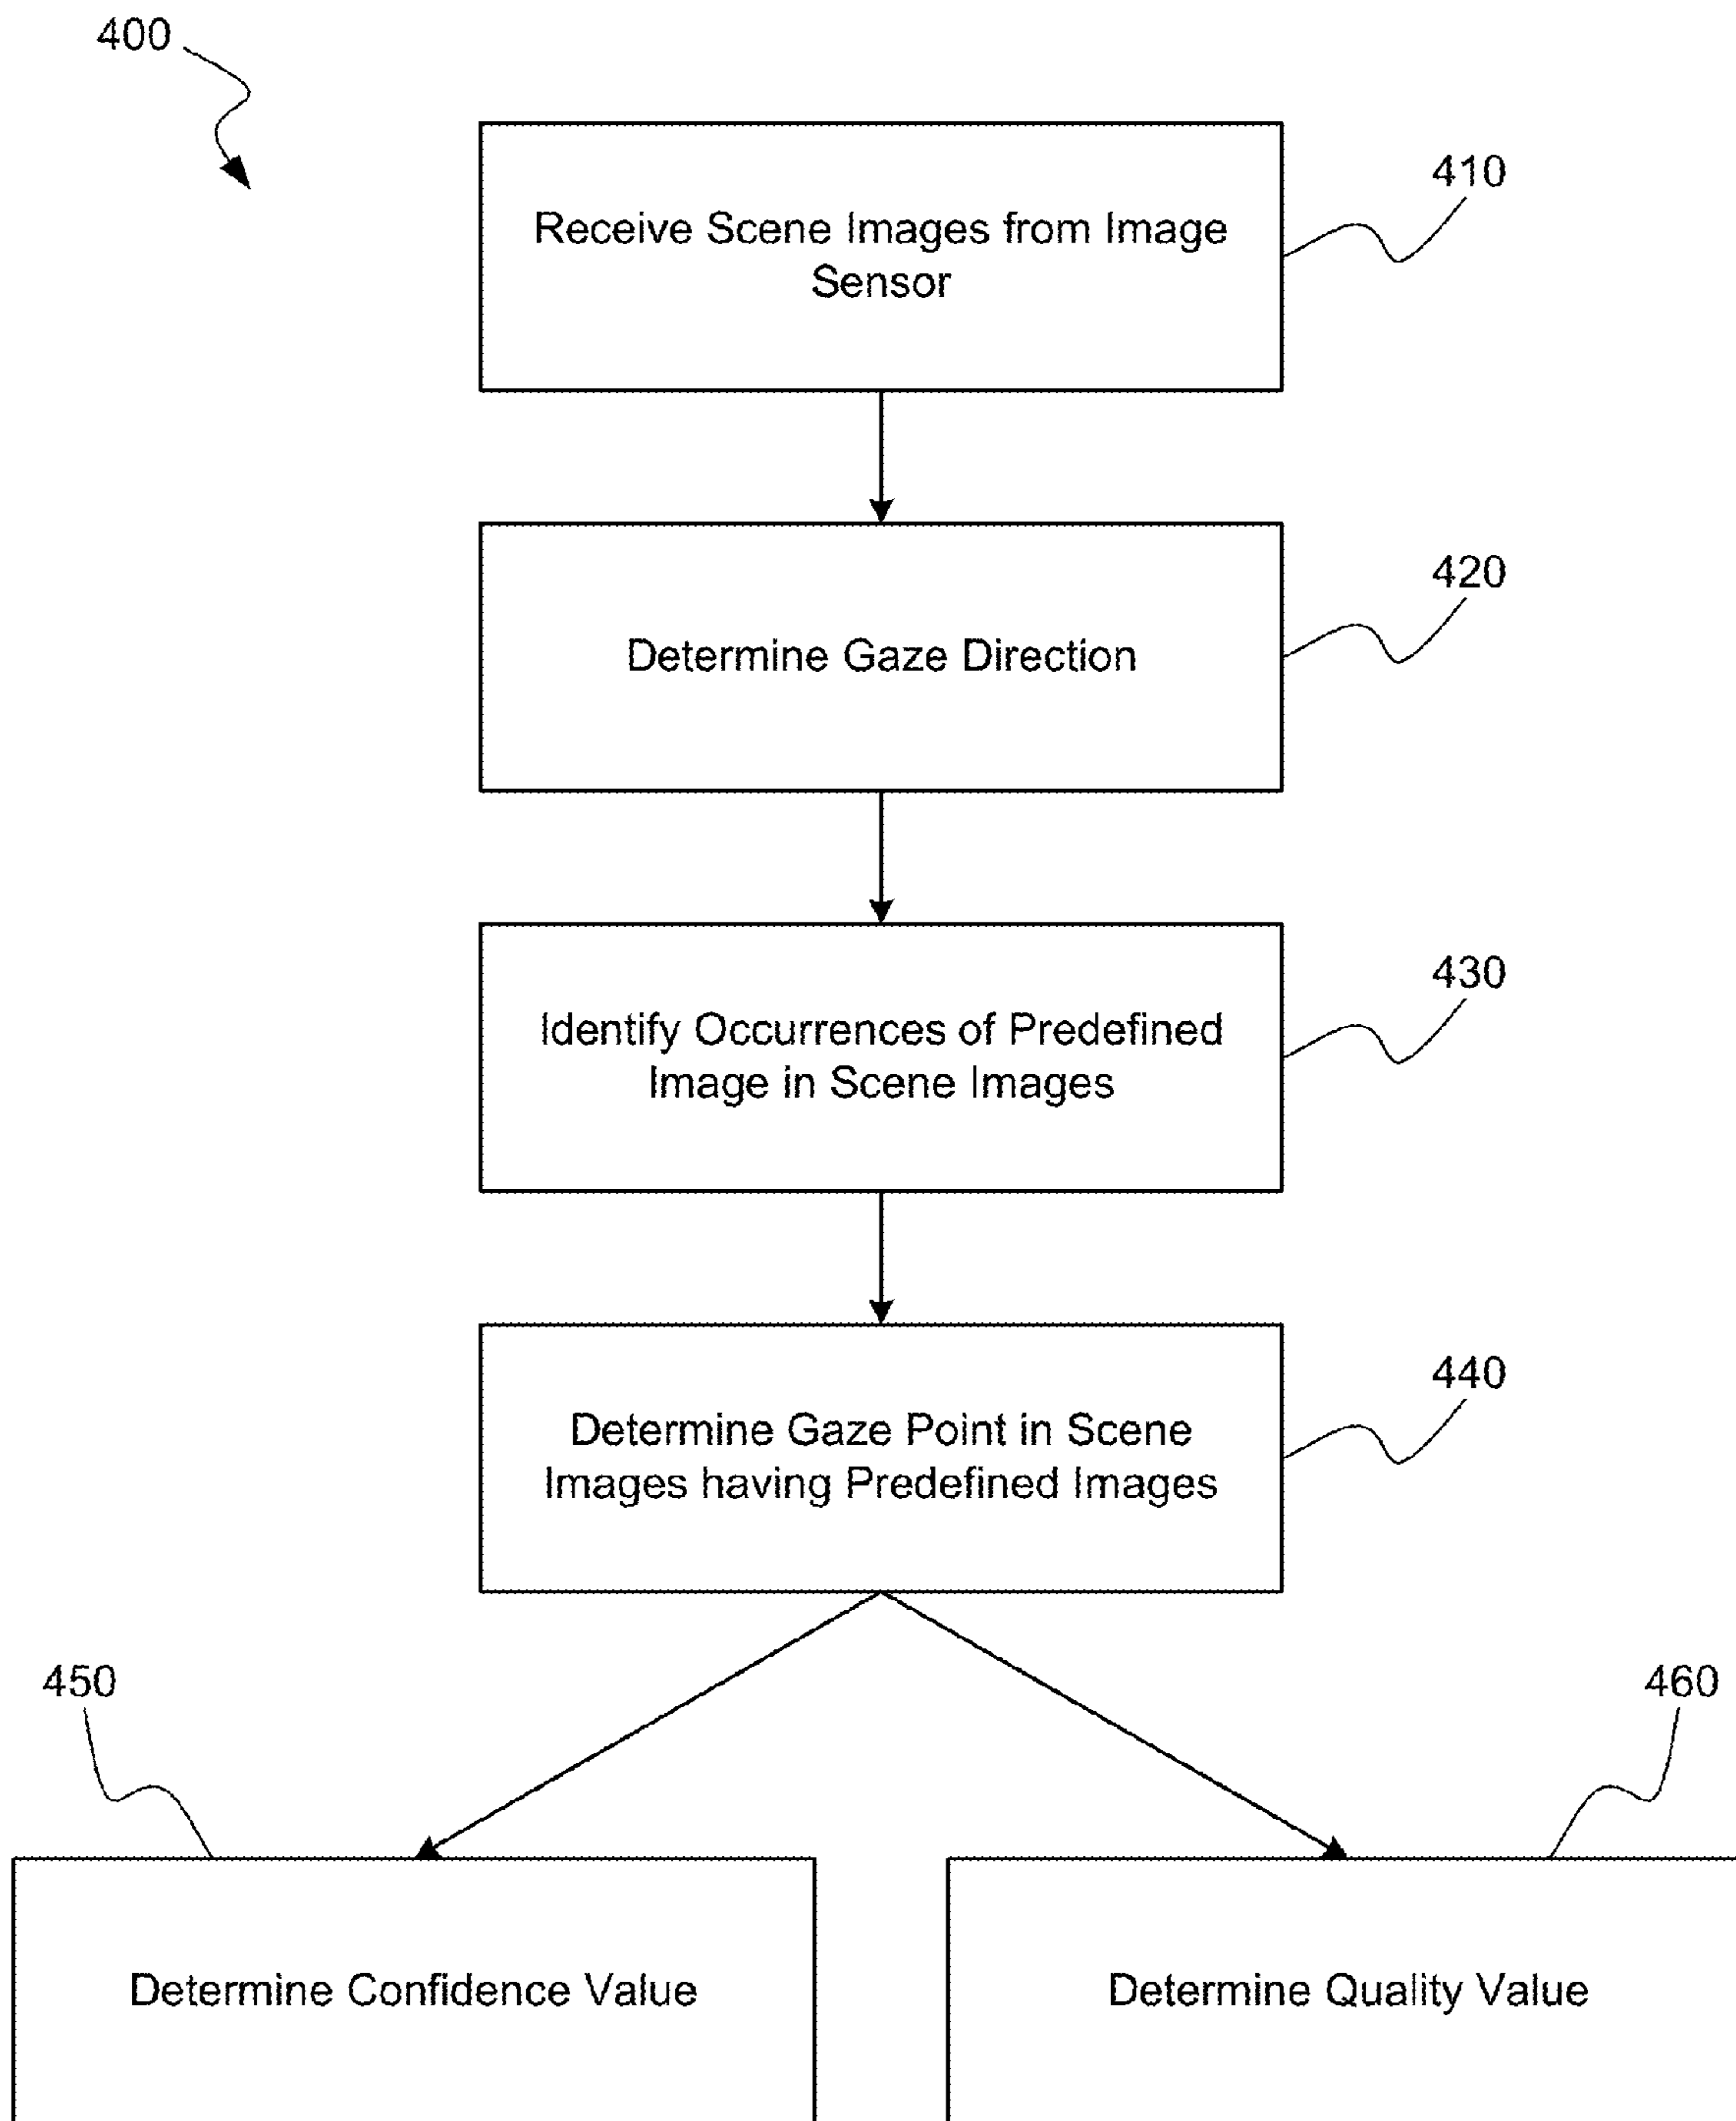 400
410
Receive Scene Images from Image
Sensor
420
Determine Gaze Direction
430
Identify Occurrences of Predefined
Image in Scene Images
440
Determine Gaze Point in Scene
Images having Predefined Images
450
460
Determine Confidence Value
Determine Quality Value